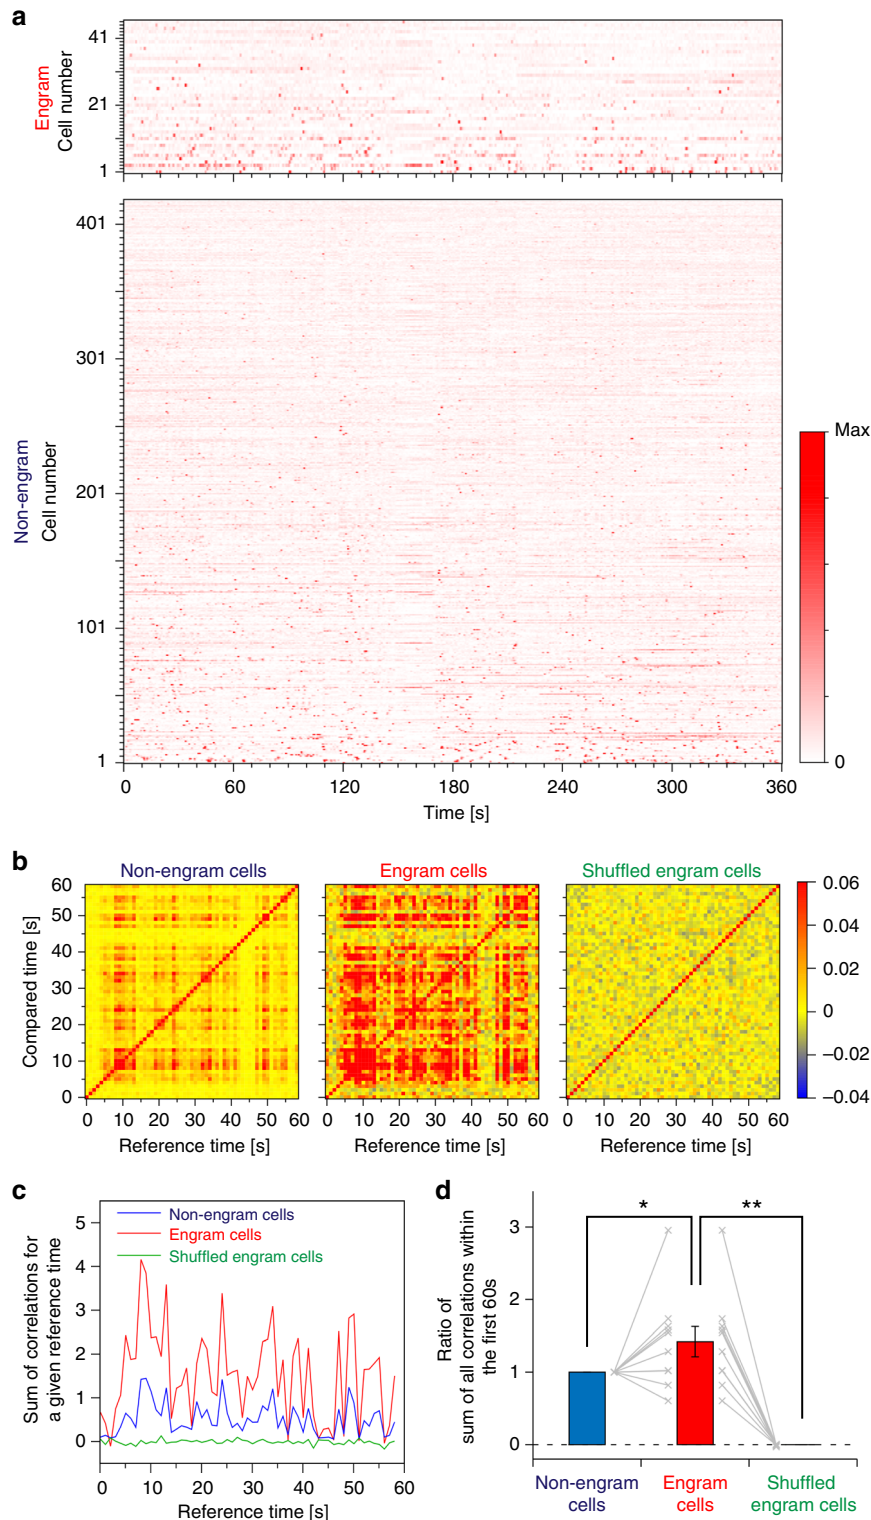 a
Engram
Cell number
41
21
1
Non-engram
Cell number
401
301
201
101
1
0 60 120 180 240 300 360
Time [s]
Max
0
b
Non-engram cells
Engram cells
Shuffled engram cells
Compared time [s]
60
50
40
30
20
10
0
0 10 20 30 40 50 60
Reference time [s]
0 10 20 30 40 50 60
Reference time [s]
0 10 20 30 40 50 60
Reference time [s]
0.06
0.04
0.02
0
−0.02
−0.04
c
Sum of correlations for
a given reference time
5
4
3
2
1
0
Non-engram cells
Engram cells
Shuffled engram cells
0 10 20 30 40 50 60
Reference time [s]
d
Ratio of
sum of all correlations within
the first 60s
3
2
1
0
* **
Non-engram
cells
Engram
cells
Shuffled
engram cells